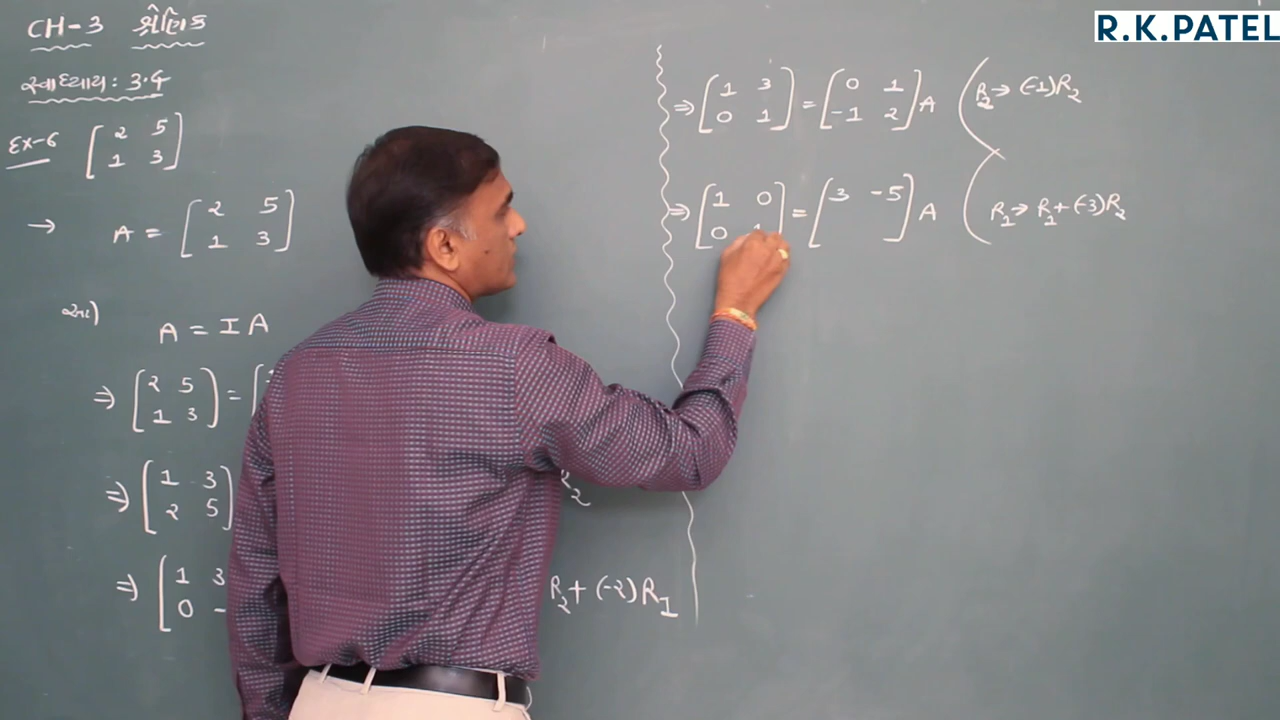 CH-3 શ્રેણિક
સ્વાધ્યાય: 3.4
Ex-6 [2 5
1 3]
→ A = [2 5
1 3]
A = I A
⇒ [2 5
1 3] = [
⇒ [1 3
2 5]
R2
⇒ [1 3
0 -
R2 + (-2)R1
⇒ [1 3
0 1] = [0 1
-1 2] A (R2 → (-1)R2
⇒ [1 0
0 1] = [3 -5
] A (R1 → R1 + (-3)R2
R.K.PATEL